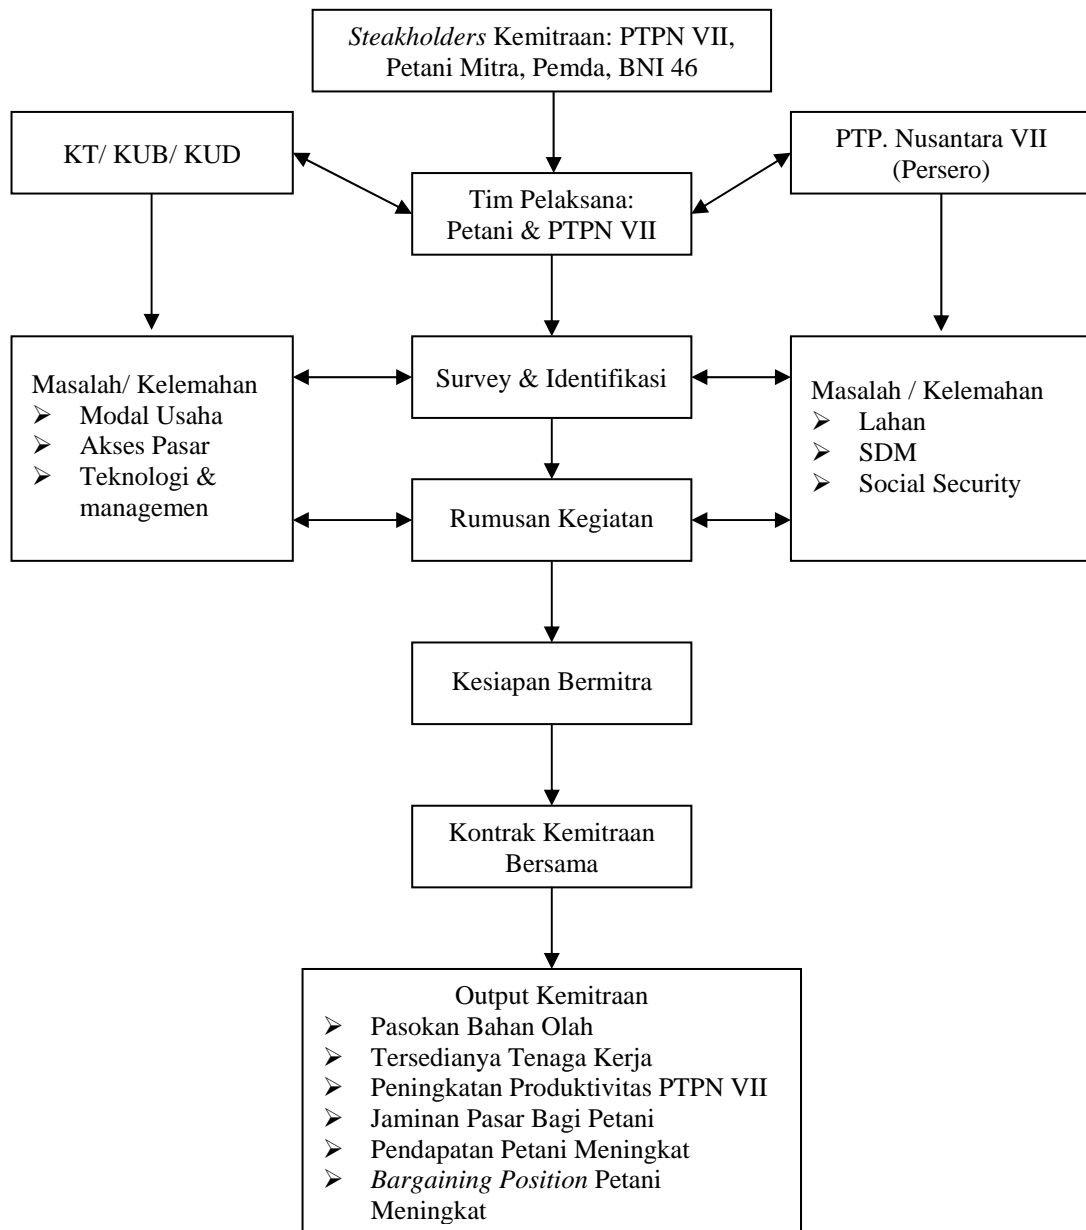 Steakholders Kemitraan: PTPN VII,
Petani Mitra, Pemda, BNI 46
KT/ KUB/ KUD
PTP. Nusantara VII
(Persero)
Tim Pelaksana:
Petani & PTPN VII
Masalah/ Kelemahan
➢ Modal Usaha
➢ Akses Pasar
➢ Teknologi &
managemen
Survey & Identifikasi
Masalah / Kelemahan
➢ Lahan
➢ SDM
➢ Social Security
Rumusan Kegiatan
Kesiapan Bermitra
Kontrak Kemitraan
Bersama
Output Kemitraan
➢ Pasokan Bahan Olah
➢ Tersedianya Tenaga Kerja
➢ Peningkatan Produktivitas PTPN VII
➢ Jaminan Pasar Bagi Petani
➢ Pendapatan Petani Meningkat
➢ Bargaining Position Petani
Meningkat